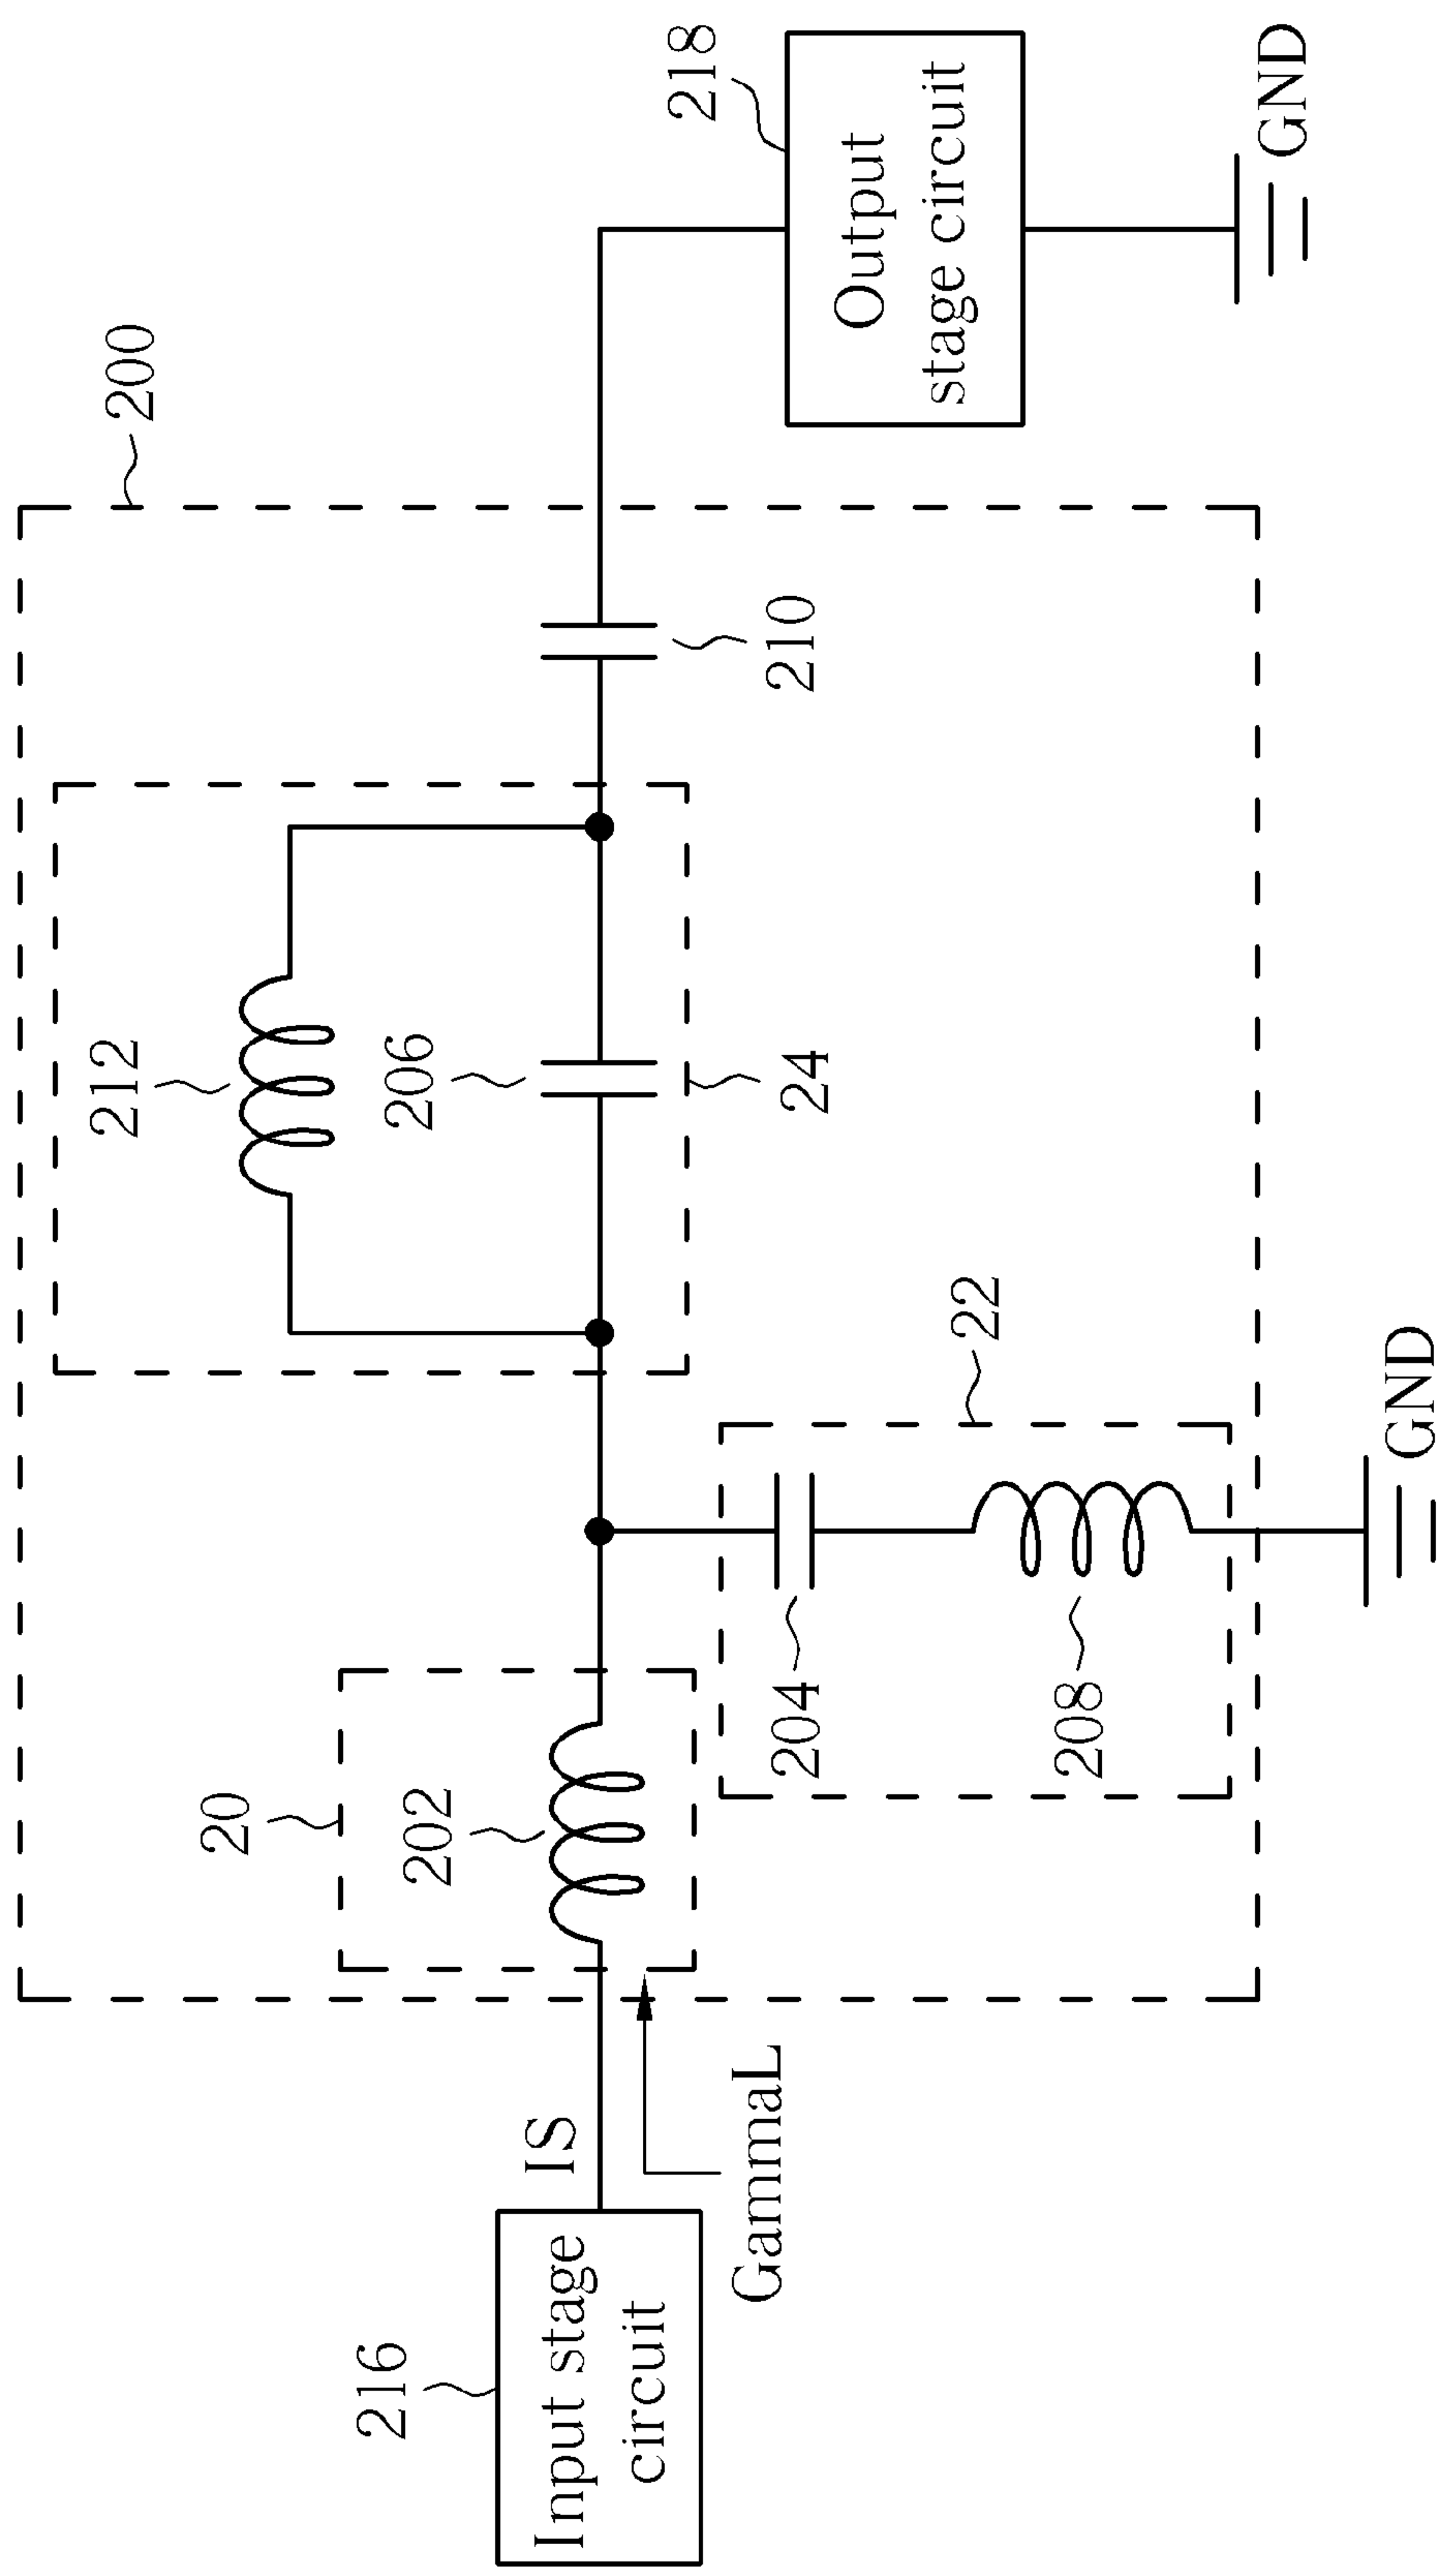 200
212
20
206
202
24
210
216
IS
Input stage
circuit
GammaL
204
208
22
218
Output
stage circuit
GND
GND